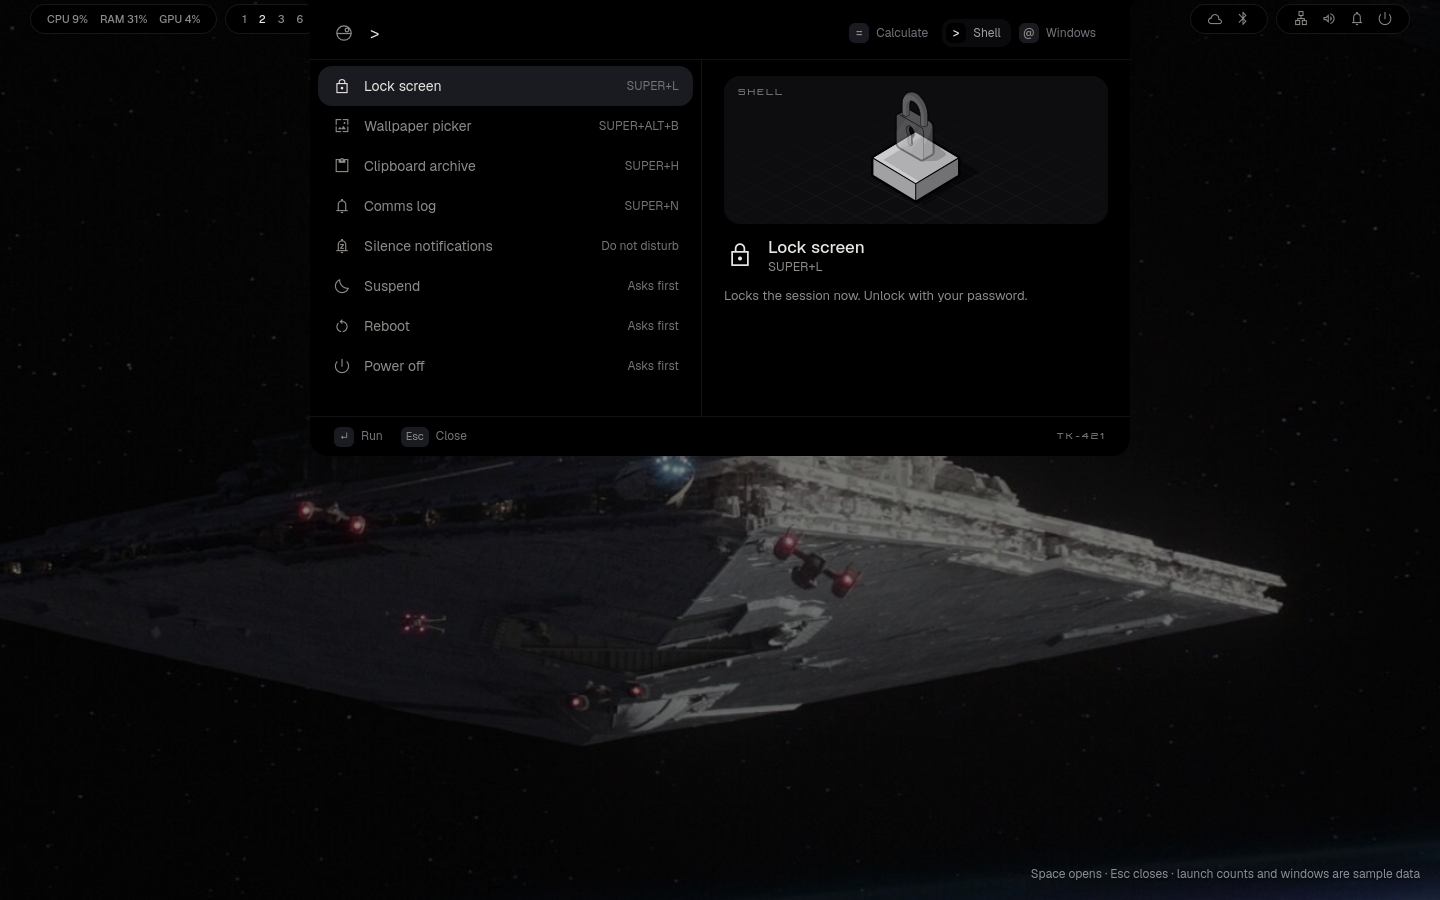 CPU 9% RAM 31% GPU 4%
1 2 3 6
>
= Calculate
> Shell
@ Windows
Lock screen SUPER+L
Wallpaper picker SUPER+ALT+B
Clipboard archive SUPER+H
Comms log SUPER+N
Silence notifications Do not disturb
Suspend Asks first
Reboot Asks first
Power off Asks first
SHELL
Lock screen
SUPER+L
Locks the session now. Unlock with your password.
↵ Run Esc Close
TK-421
Space opens · Esc closes · launch counts and windows are sample data